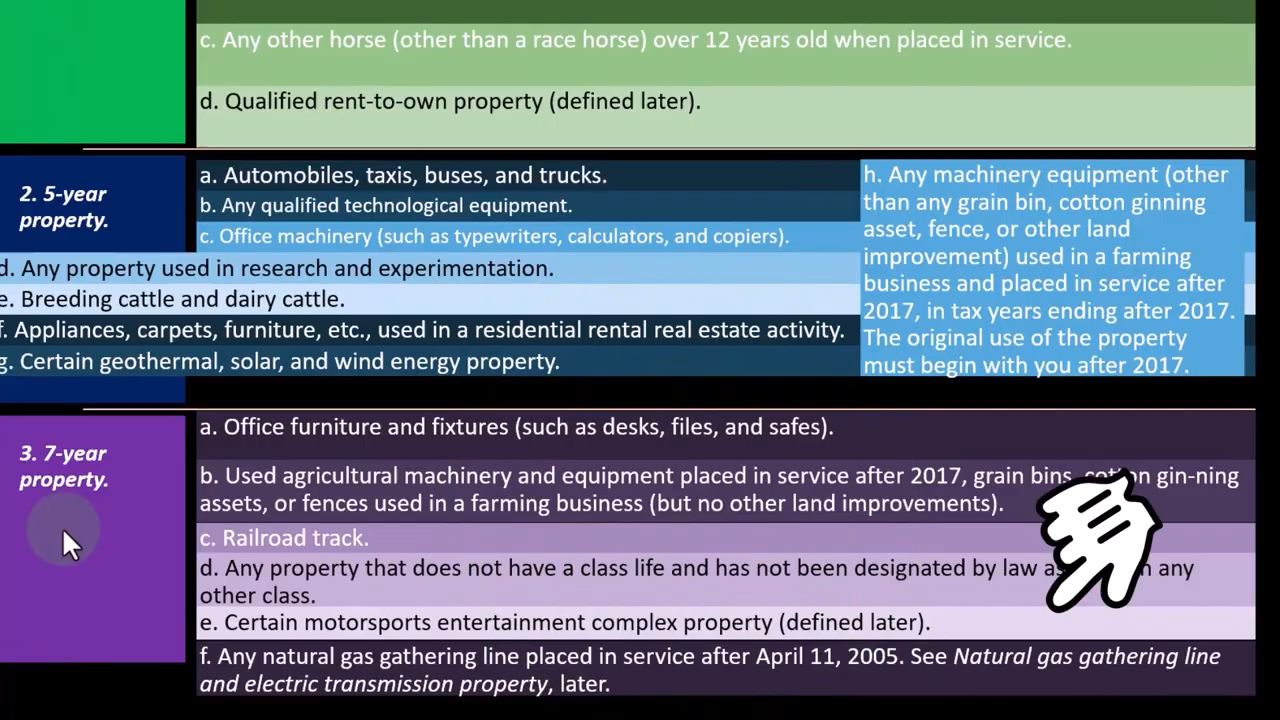 c. Any other horse (other than a race horse) over 12 years old when placed in service.
d. Qualified rent-to-own property (defined later).
2. 5-year
property.
a. Automobiles, taxis, buses, and trucks.
b. Any qualified technological equipment.
c. Office machinery (such as typewriters, calculators, and copiers).
d. Any property used in research and experimentation.
e. Breeding cattle and dairy cattle.
f. Appliances, carpets, furniture, etc., used in a residential rental real estate activity.
g. Certain geothermal, solar, and wind energy property.
h. Any machinery equipment (other
than any grain bin, cotton ginning
asset, fence, or other land
improvement) used in a farming
business and placed in service after
2017, in tax years ending after 2017.
The original use of the property
must begin with you after 2017.
3. 7-year
property.
a. Office furniture and fixtures (such as desks, files, and safes).
b. Used agricultural machinery and equipment placed in service after 2017, grain bins, cotton gin-ning
assets, or fences used in a farming business (but no other land improvements).
c. Railroad track.
d. Any property that does not have a class life and has not been designated by law any
other class.
e. Certain motorsports entertainment complex property (defined later).
f. Any natural gas gathering line placed in service after April 11, 2005. See Natural gas gathering line
and electric transmission property, later.